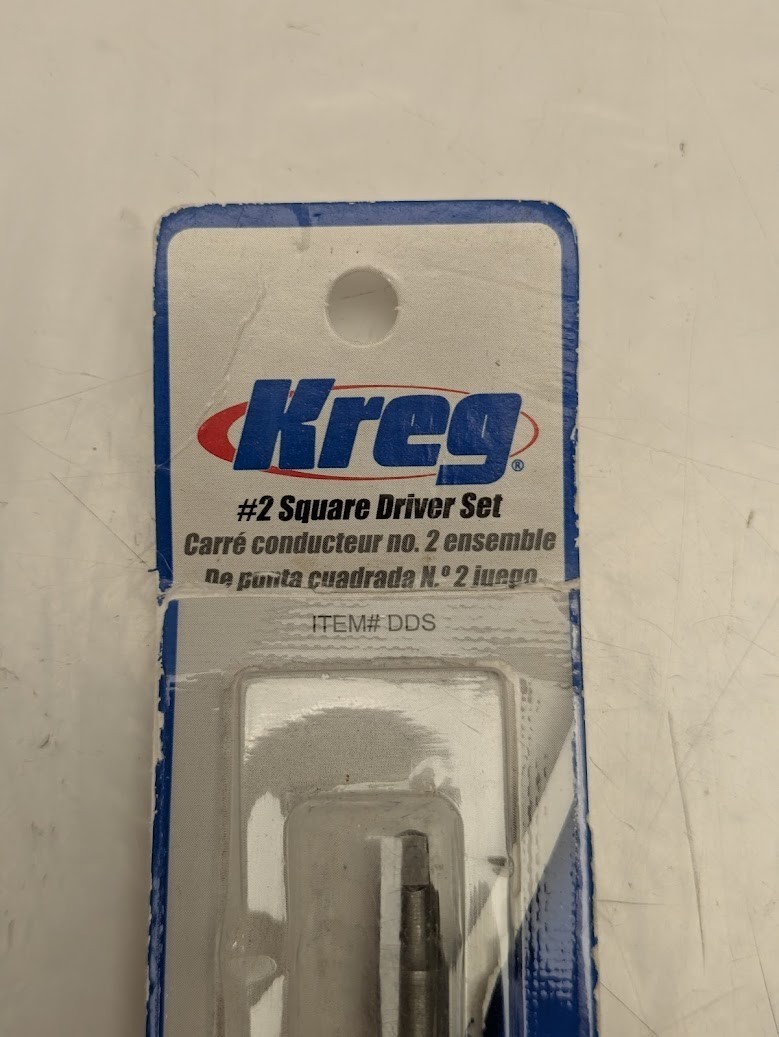 Kreg®
#2 Square Driver Set
Carré conducteur no. 2 ensemble
De punta cuadrada N.º 2 juego
ITEM# DDS